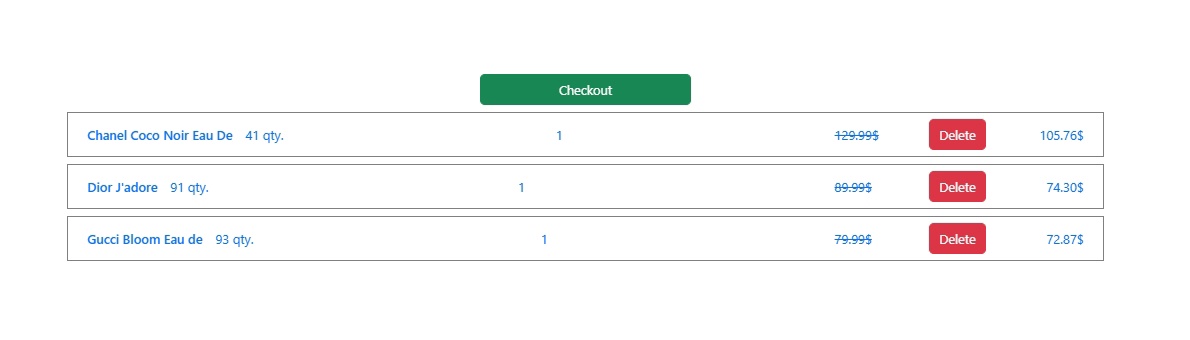 Checkout
Chanel Coco Noir Eau De 41 qty. 1 129.99$ Delete 105.76$
Dior J'adore 91 qty. 1 89.99$ Delete 74.30$
Gucci Bloom Eau de 93 qty. 1 79.99$ Delete 72.87$